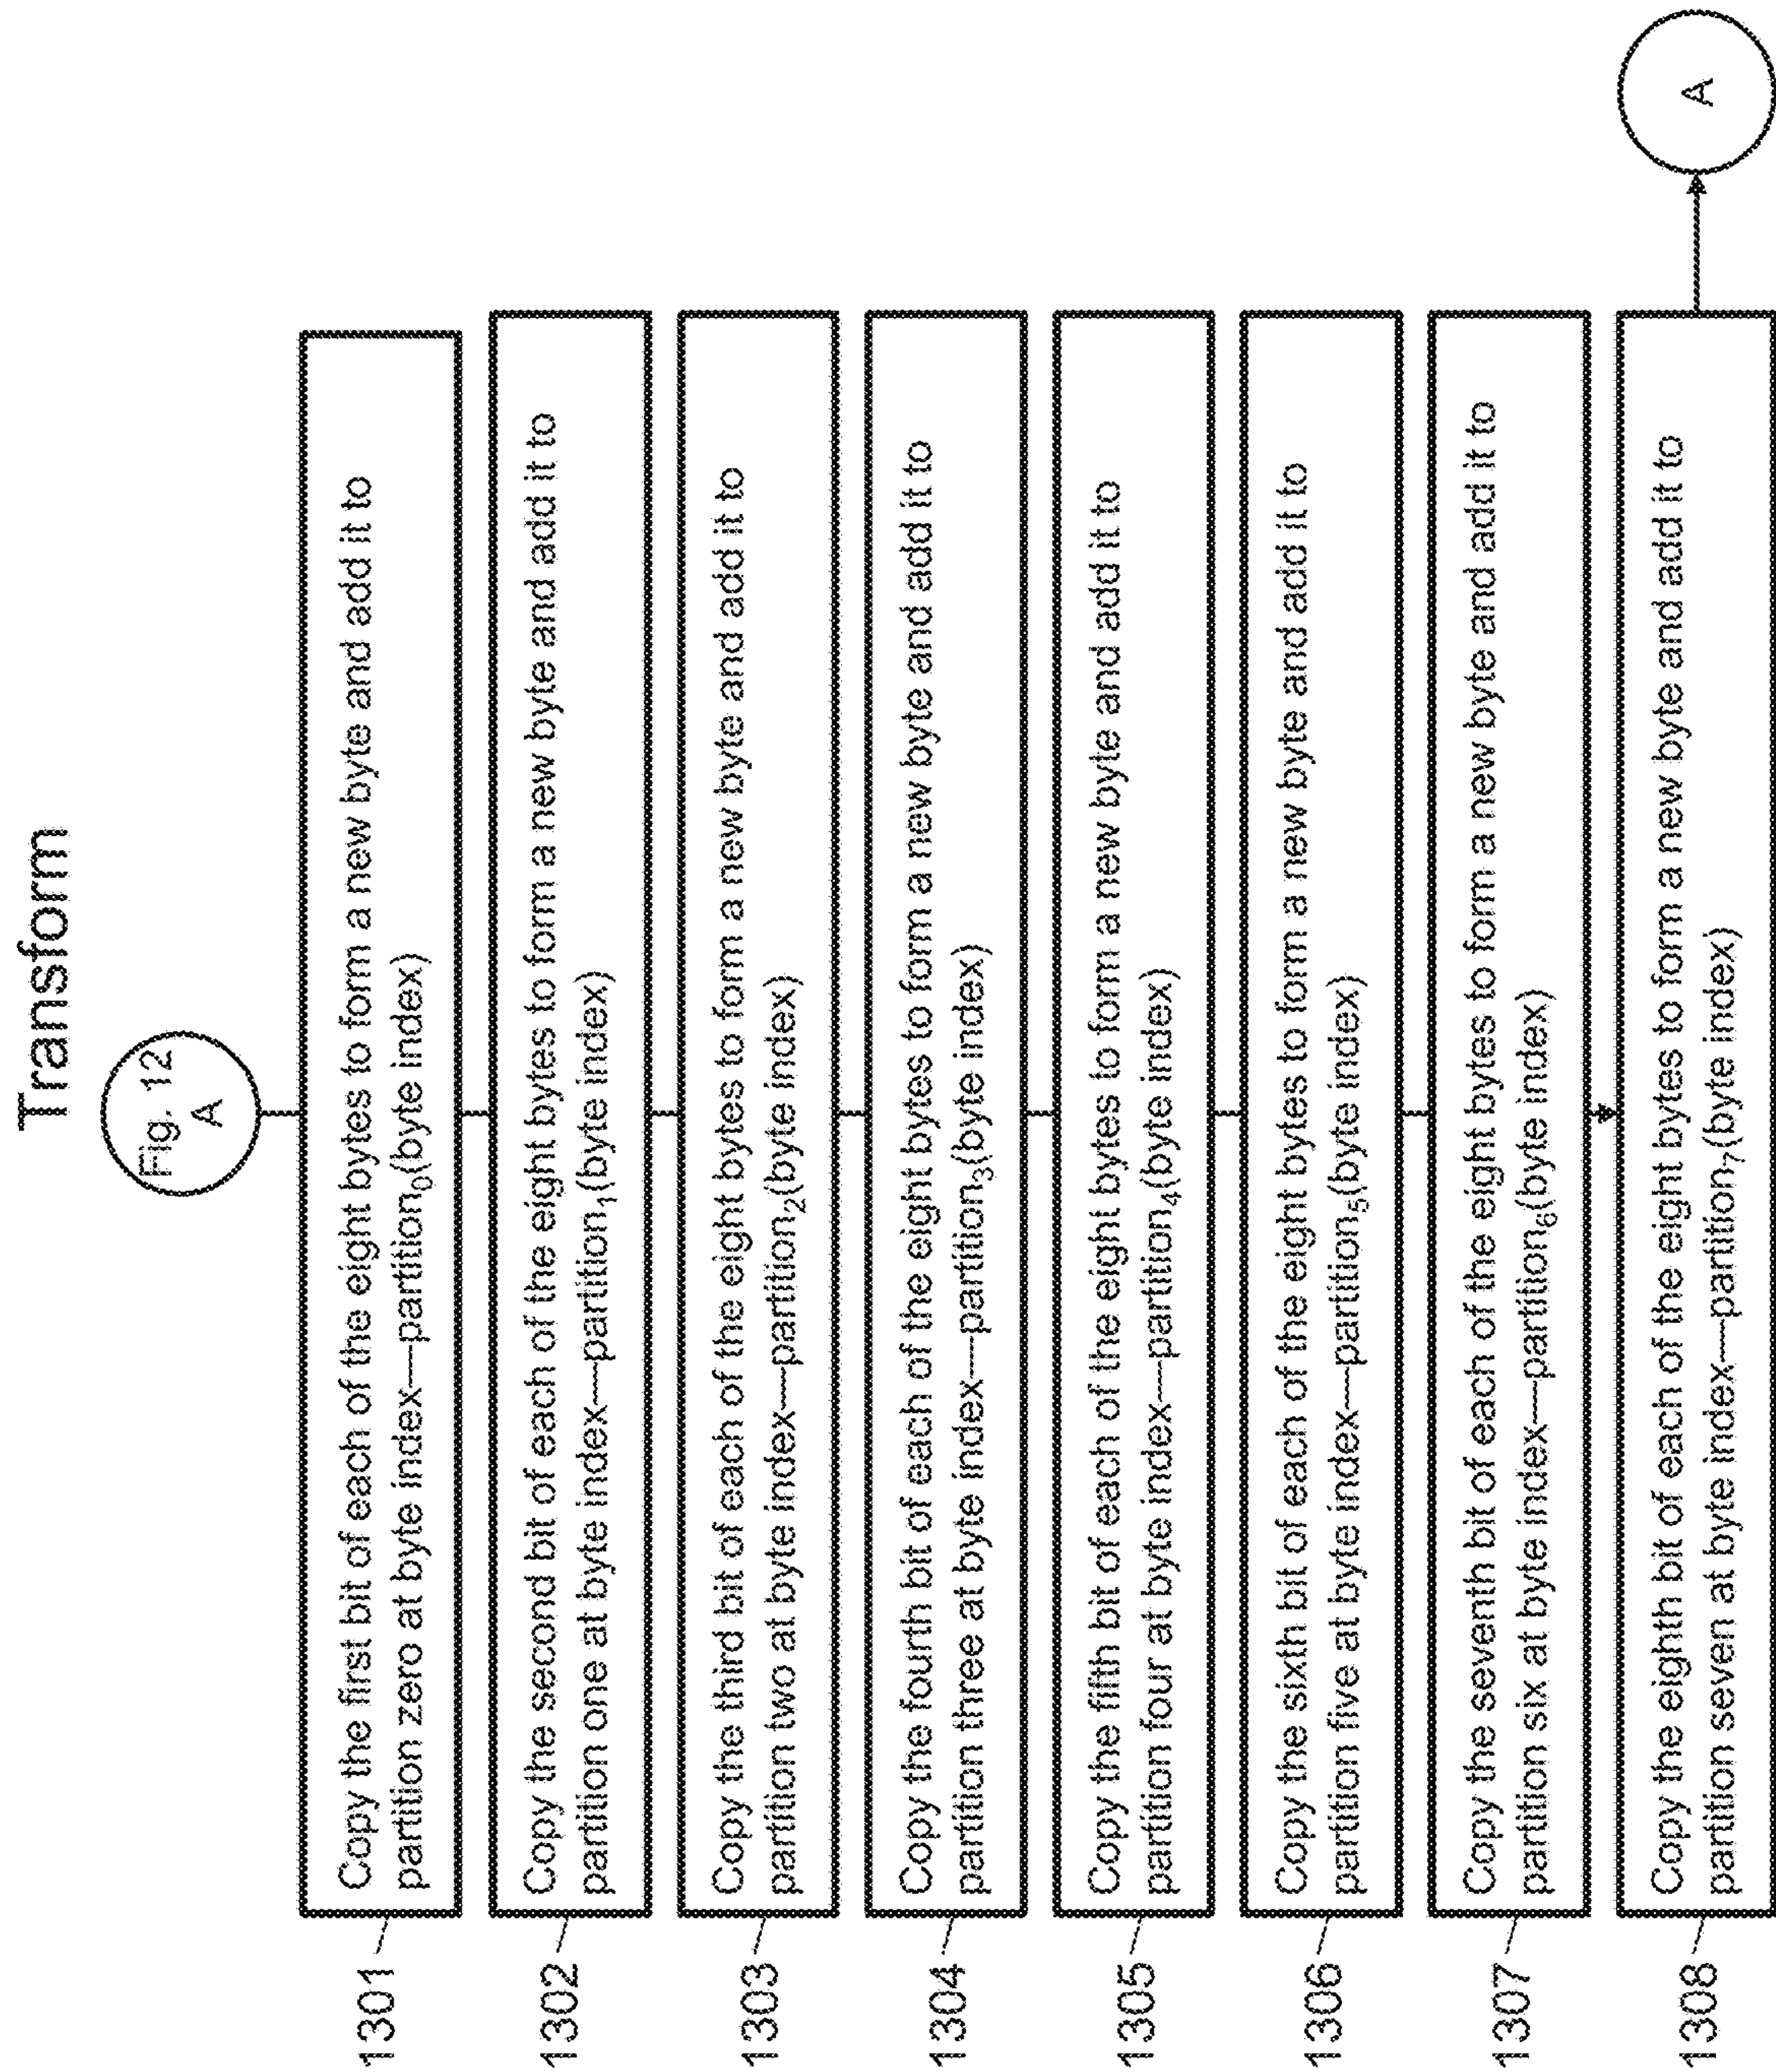 Transform
Fig. 12
A
1301
Copy the first bit of each of the eight bytes to form a new byte and add it to
partition zero at byte index—partition₀(byte index)
1302
Copy the second bit of each of the eight bytes to form a new byte and add it to
partition one at byte index—partition₁(byte index)
1303
Copy the third bit of each of the eight bytes to form a new byte and add it to
partition two at byte index—partition₂(byte index)
1304
Copy the fourth bit of each of the eight bytes to form a new byte and add it to
partition three at byte index—partition₃(byte index)
1305
Copy the fifth bit of each of the eight bytes to form a new byte and add it to
partition four at byte index—partition₄(byte index)
1306
Copy the sixth bit of each of the eight bytes to form a new byte and add it to
partition five at byte index—partition₅(byte index)
1307
Copy the seventh bit of each of the eight bytes to form a new byte and add it to
partition six at byte index—partition₆(byte index)
1308
Copy the eighth bit of each of the eight bytes to form a new byte and add it to
partition seven at byte index—partition₇(byte index)
A